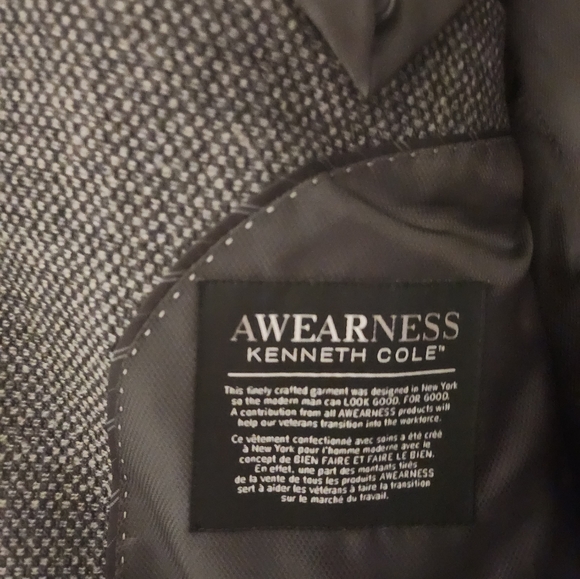 AWEARNESS
KENNETH COLE™
This finely crafted garment was designed in New York
so the modern man can LOOK GOOD. FOR GOOD.
A contribution from all AWEARNESS products will
help our veterans transition into the workforce.
Ce vêtement confectionné avec soins a été créé
à New York pour l'homme moderne avec le
concept de BIEN FAIRE ET FAIRE LE BIEN.
En effet, une part des montants tirés
de la vente de tous les produits AWEARNESS
sert à aider les vétérans à faire la transition
sur le marché du travail.